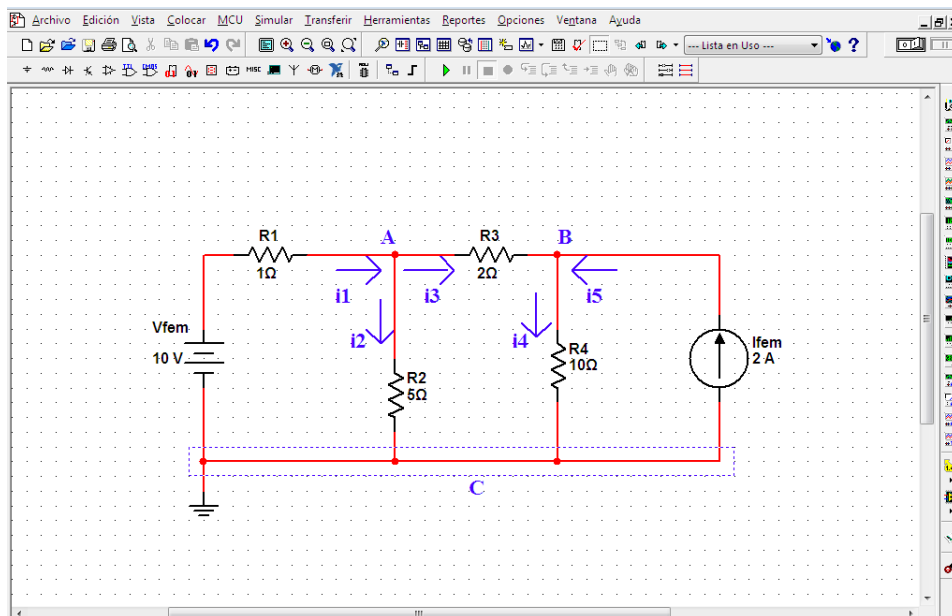 Archivo Edición Vista Colocar MCU Simular Transferir Herramientas Reportes Opciones Ventana Ayuda
--- Lista en Uso ---
MISC
A
B
R1
1Ω
R3
2Ω
i1
i3
i5
i2
i4
Vfem
10 V
R2
5Ω
R4
10Ω
Ifem
2 A
C